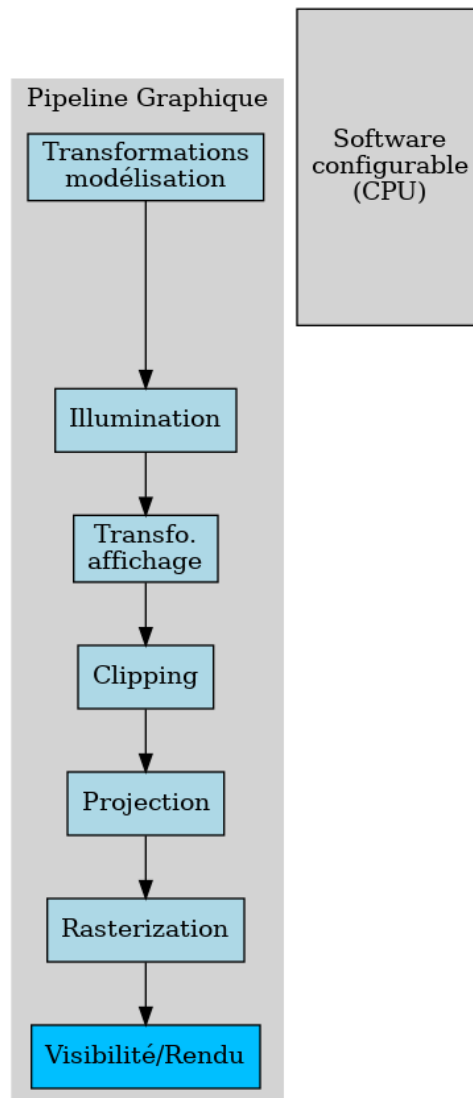 Pipeline Graphique
Transformations
modélisation
Software
configurable
(CPU)
Illumination
Transfo.
affichage
Clipping
Projection
Rasterization
Visibilité/Rendu